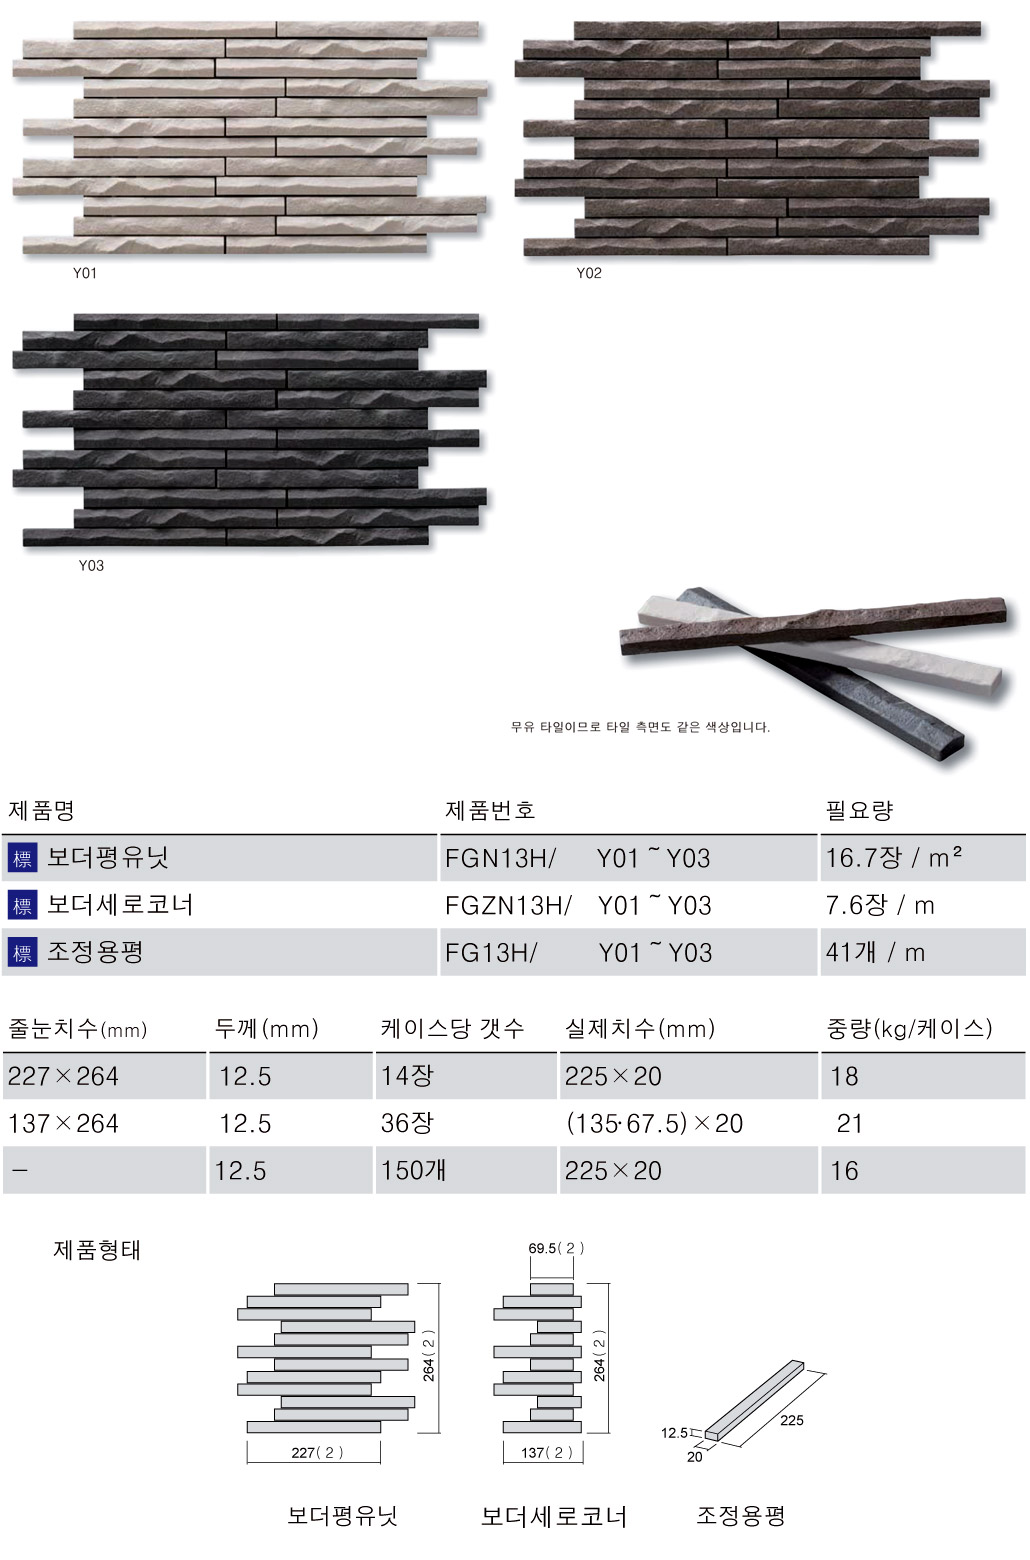 Y01
Y02
Y03
무유 타일이므로 타일 측면도 같은 색상입니다.
제품명 제품번호 필요량
標 보더평유닛 FGN13H/ Y01 ~ Y03 16.7장 / m²
標 보더세로코너 FGZN13H/ Y01 ~ Y03 7.6장 / m
標 조정용평 FG13H/ Y01 ~ Y03 41개 / m
줄눈치수(mm) 두께(mm) 케이스당 갯수 실제치수(mm) 중량(kg/케이스)
227×264 12.5 14장 225×20 18
137×264 12.5 36장 (135·67.5)×20 21
– 12.5 150개 225×20 16
제품형태
69.5( 2 )
264( 2 )
264( 2 )
227( 2 )
137( 2 )
12.5
20
225
보더평유닛 보더세로코너 조정용평